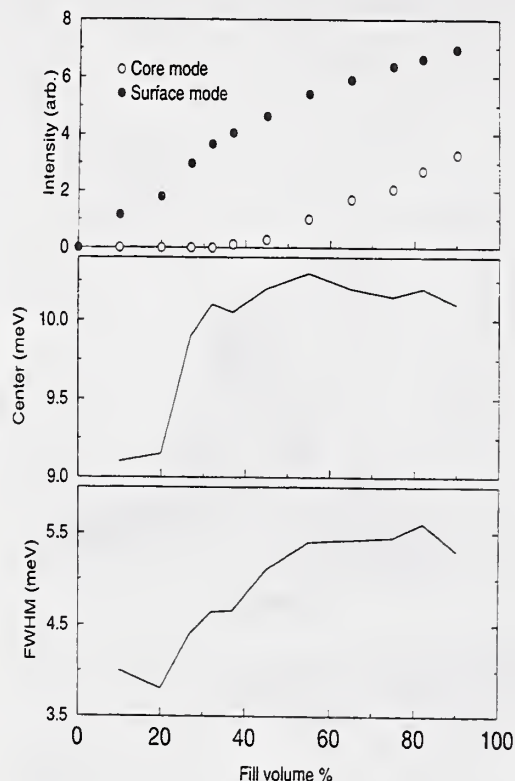 8
6
4
2
0
Intensity (arb.)
Core mode
Surface mode
10.0
9.5
9.0
Center (meV)
5.5
4.5
3.5
FWHM (meV)
0 20 40 60 80 100
Fill volume %